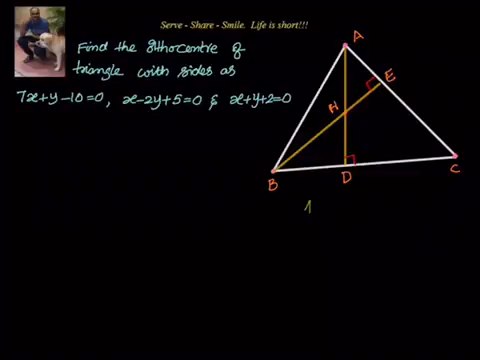 Serve - Share - Smile. Life is short!!!
Find the orthocentre of
triangle with sides as
7x+y-10=0, x-2y+5=0 & x+y+2=0
A
E
H
B
D
C